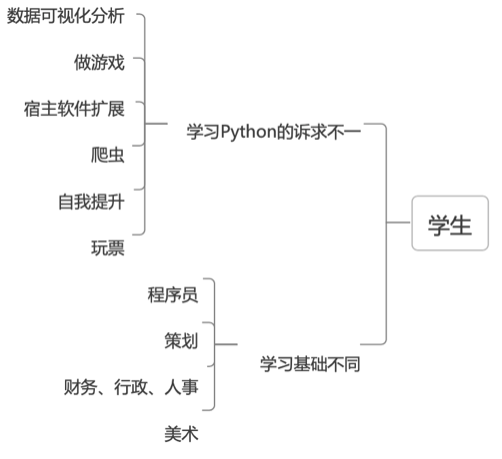 数据可视化分析
做游戏
宿主软件扩展
爬虫
自我提升
玩票
学习Python的诉求不一
学生
程序员
策划
财务、行政、人事
美术
学习基础不同